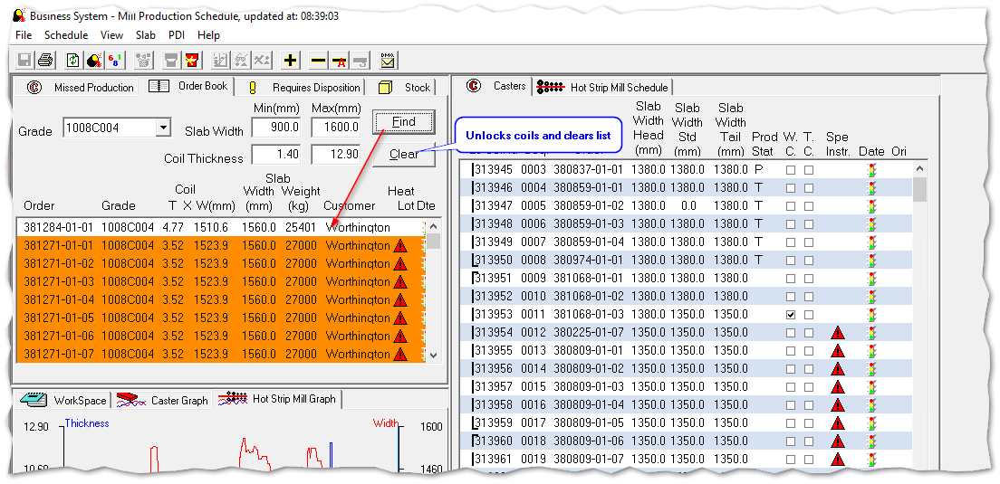 Business System - Mill Production Schedule, updated at: 08:39:03
File Schedule View Slab PDI Help
Missed Production Order Book Requires Disposition Stock
Min(mm) Max(mm)
Grade 1008C004 Slab Width 900.0 1600.0 Find
Coil Thickness 1.40 12.90 Clear
Unlocks coils and clears list
Coil Slab Heat
Order Grade T X W(mm) Width (mm) Weight (kg) Customer Lot Dte
381284-01-01 1008C004 4.77 1510.6 1560.0 25401 Worthington
381271-01-01 1008C004 3.52 1523.9 1560.0 27000 Worthington
381271-01-02 1008C004 3.52 1523.9 1560.0 27000 Worthington
381271-01-03 1008C004 3.52 1523.9 1560.0 27000 Worthington
381271-01-04 1008C004 3.52 1523.9 1560.0 27000 Worthington
381271-01-05 1008C004 3.52 1523.9 1560.0 27000 Worthington
381271-01-06 1008C004 3.52 1523.9 1560.0 27000 Worthington
381271-01-07 1008C004 3.52 1523.9 1560.0 27000 Worthington
WorkSpace Caster Graph Hot Strip Mill Graph
12.90 Thickness Width 1600
10.60 1460
Casters Hot Strip Mill Schedule
Slab Slab Slab
Width Width Width
Head Std Tail Prod W. T. Spe
(mm) (mm) (mm) Stat C. C. Instr. Date Ori
313945 0003 380837-01-01 1380.0 1380.0 1380.0 P
313946 0004 380859-01-01 1380.0 1380.0 1380.0 T
313947 0005 380859-01-02 1380.0 0.0 1380.0 T
313948 0006 380859-01-03 1380.0 1380.0 1380.0 T
313949 0007 380859-01-04 1380.0 1380.0 1380.0 T
313950 0008 380974-01-01 1380.0 1380.0 1380.0 T
313951 0009 381068-01-01 1380.0 1380.0 1380.0
313952 0010 381068-01-02 1380.0 1380.0 1380.0
313953 0011 381068-01-03 1380.0 1350.0 1350.0
313954 0012 380225-01-07 1350.0 1350.0 1350.0
313955 0013 380809-01-01 1350.0 1350.0 1350.0
313956 0014 380809-01-02 1350.0 1350.0 1350.0
313957 0015 380809-01-03 1350.0 1350.0 1350.0
313958 0016 380809-01-04 1350.0 1350.0 1350.0
313959 0017 380809-01-05 1350.0 1350.0 1350.0
313960 0018 380809-01-06 1350.0 1350.0 1350.0
313961 0019 380809-01-07 1350.0 1350.0 1350.0